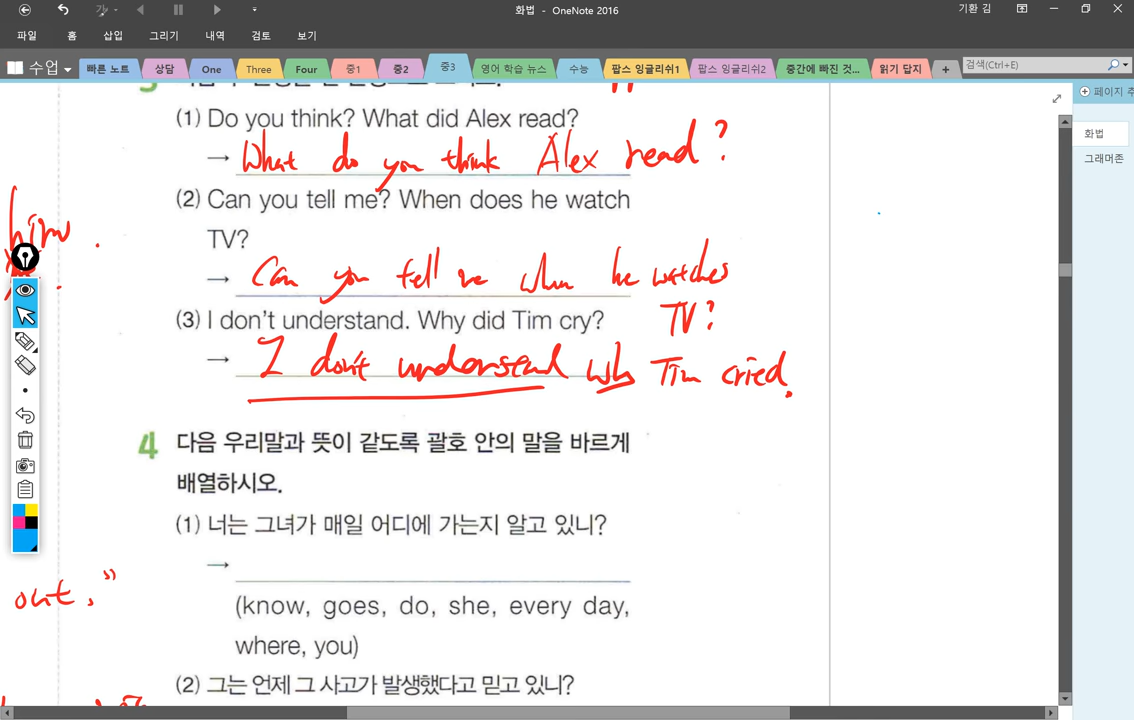 화법 - OneNote 2016
기환 김
파일 홈 삽입 그리기 내역 검토 보기
수업 빠른 노트 상담 One Three Four 중1 중2 중3 영어 학습 뉴스 수능 팝스 잉글리쉬1 팝스 잉글리쉬2 중간에 빠진 것... 읽기 답지 +
검색(Ctrl+E)
페이지 추
화법
그래머존
(1) Do you think? What did Alex read?
→ What do you think Alex read?
(2) Can you tell me? When does he watch
TV?
→ Can you tell me when he watches
TV?
(3) I don't understand. Why did Tim cry?
→ I don't understand why Tim cried.
him.
4 다음 우리말과 뜻이 같도록 괄호 안의 말을 바르게
배열하시오.
(1) 너는 그녀가 매일 어디에 가는지 알고 있니?
→
out."
(know, goes, do, she, every day,
where, you)
(2) 그는 언제 그 사고가 발생했다고 믿고 있니?